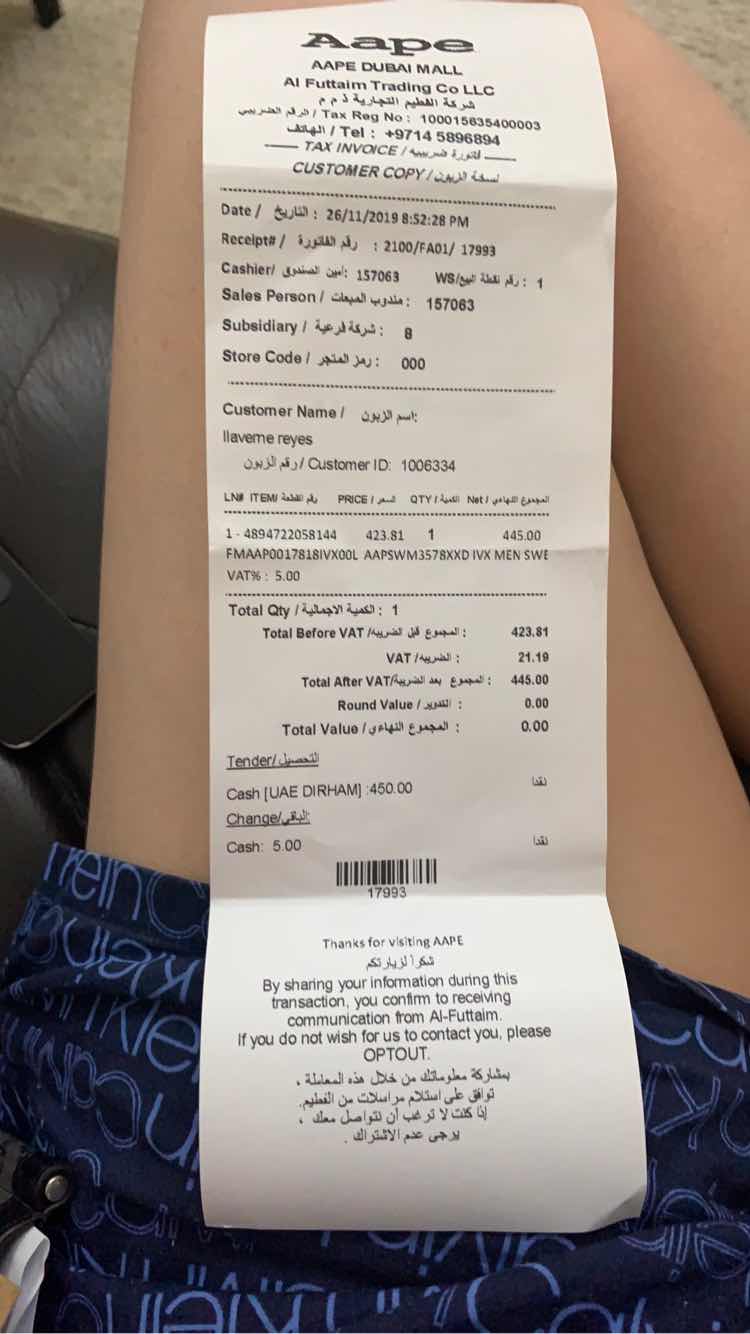 Aape
AAPE DUBAI MALL
Al Futtaim Trading Co LLC
شركة الفطيم التجارية ذ م م
الرقم الضريبي / Tax Reg No : 100015635400003
الهاتف / Tel : +9714 5896894
TAX INVOICE / فاتورة ضريبيه
CUSTOMER COPY / نسخة الزبون
Date / التاريخ : 26/11/2019 8:52:28 PM
Receipt# / رقم الفاتورة : 2100/FA01/ 17993
Cashier/ أمين الصندوق: 157063 WS/رقم نقطة البيع : 1
Sales Person / مندوب المبيعات : 157063
Subsidiary / شركة فرعية : 8
Store Code / رمز المتجر : 000
Customer Name / اسم الزبون:
llaveme reyes
رقم الزبون / Customer ID: 1006334
LN# ITEM/ رقم القطعة PRICE / السعر QTY / الكمية Net / المجموع النهاءي
1 - 4894722058144 423.81 1 445.00
FMAAP0017818IVX00L AAPSWM3578XXD IVX MEN SWE
VAT% : 5.00
Total Qty / الكمية الاجمالية : 1
Total Before VAT /المجموع قبل الضريبه : 423.81
VAT /الضريبه : 21.19
Total After VAT/المجموع بعد الضريبة : 445.00
Round Value / التدوير : 0.00
Total Value / المجموع النهاءي : 0.00
Tender/ التحصيل
Cash [UAE DIRHAM] :450.00 نقدا
Change/الباقي:
Cash: 5.00 نقدا
17993
Thanks for visiting AAPE
شكراً لزيارتكم
By sharing your information during this
transaction, you confirm to receiving
communication from Al-Futtaim.
If you do not wish for us to contact you, please
OPTOUT.
بمشاركة معلوماتك من خلال هذه المعاملة ،
توافق على استلام مراسلات من الفطيم.
إذا كنت لا ترغب أن نتواصل معك ،
يرجى عدم الاشتراك .